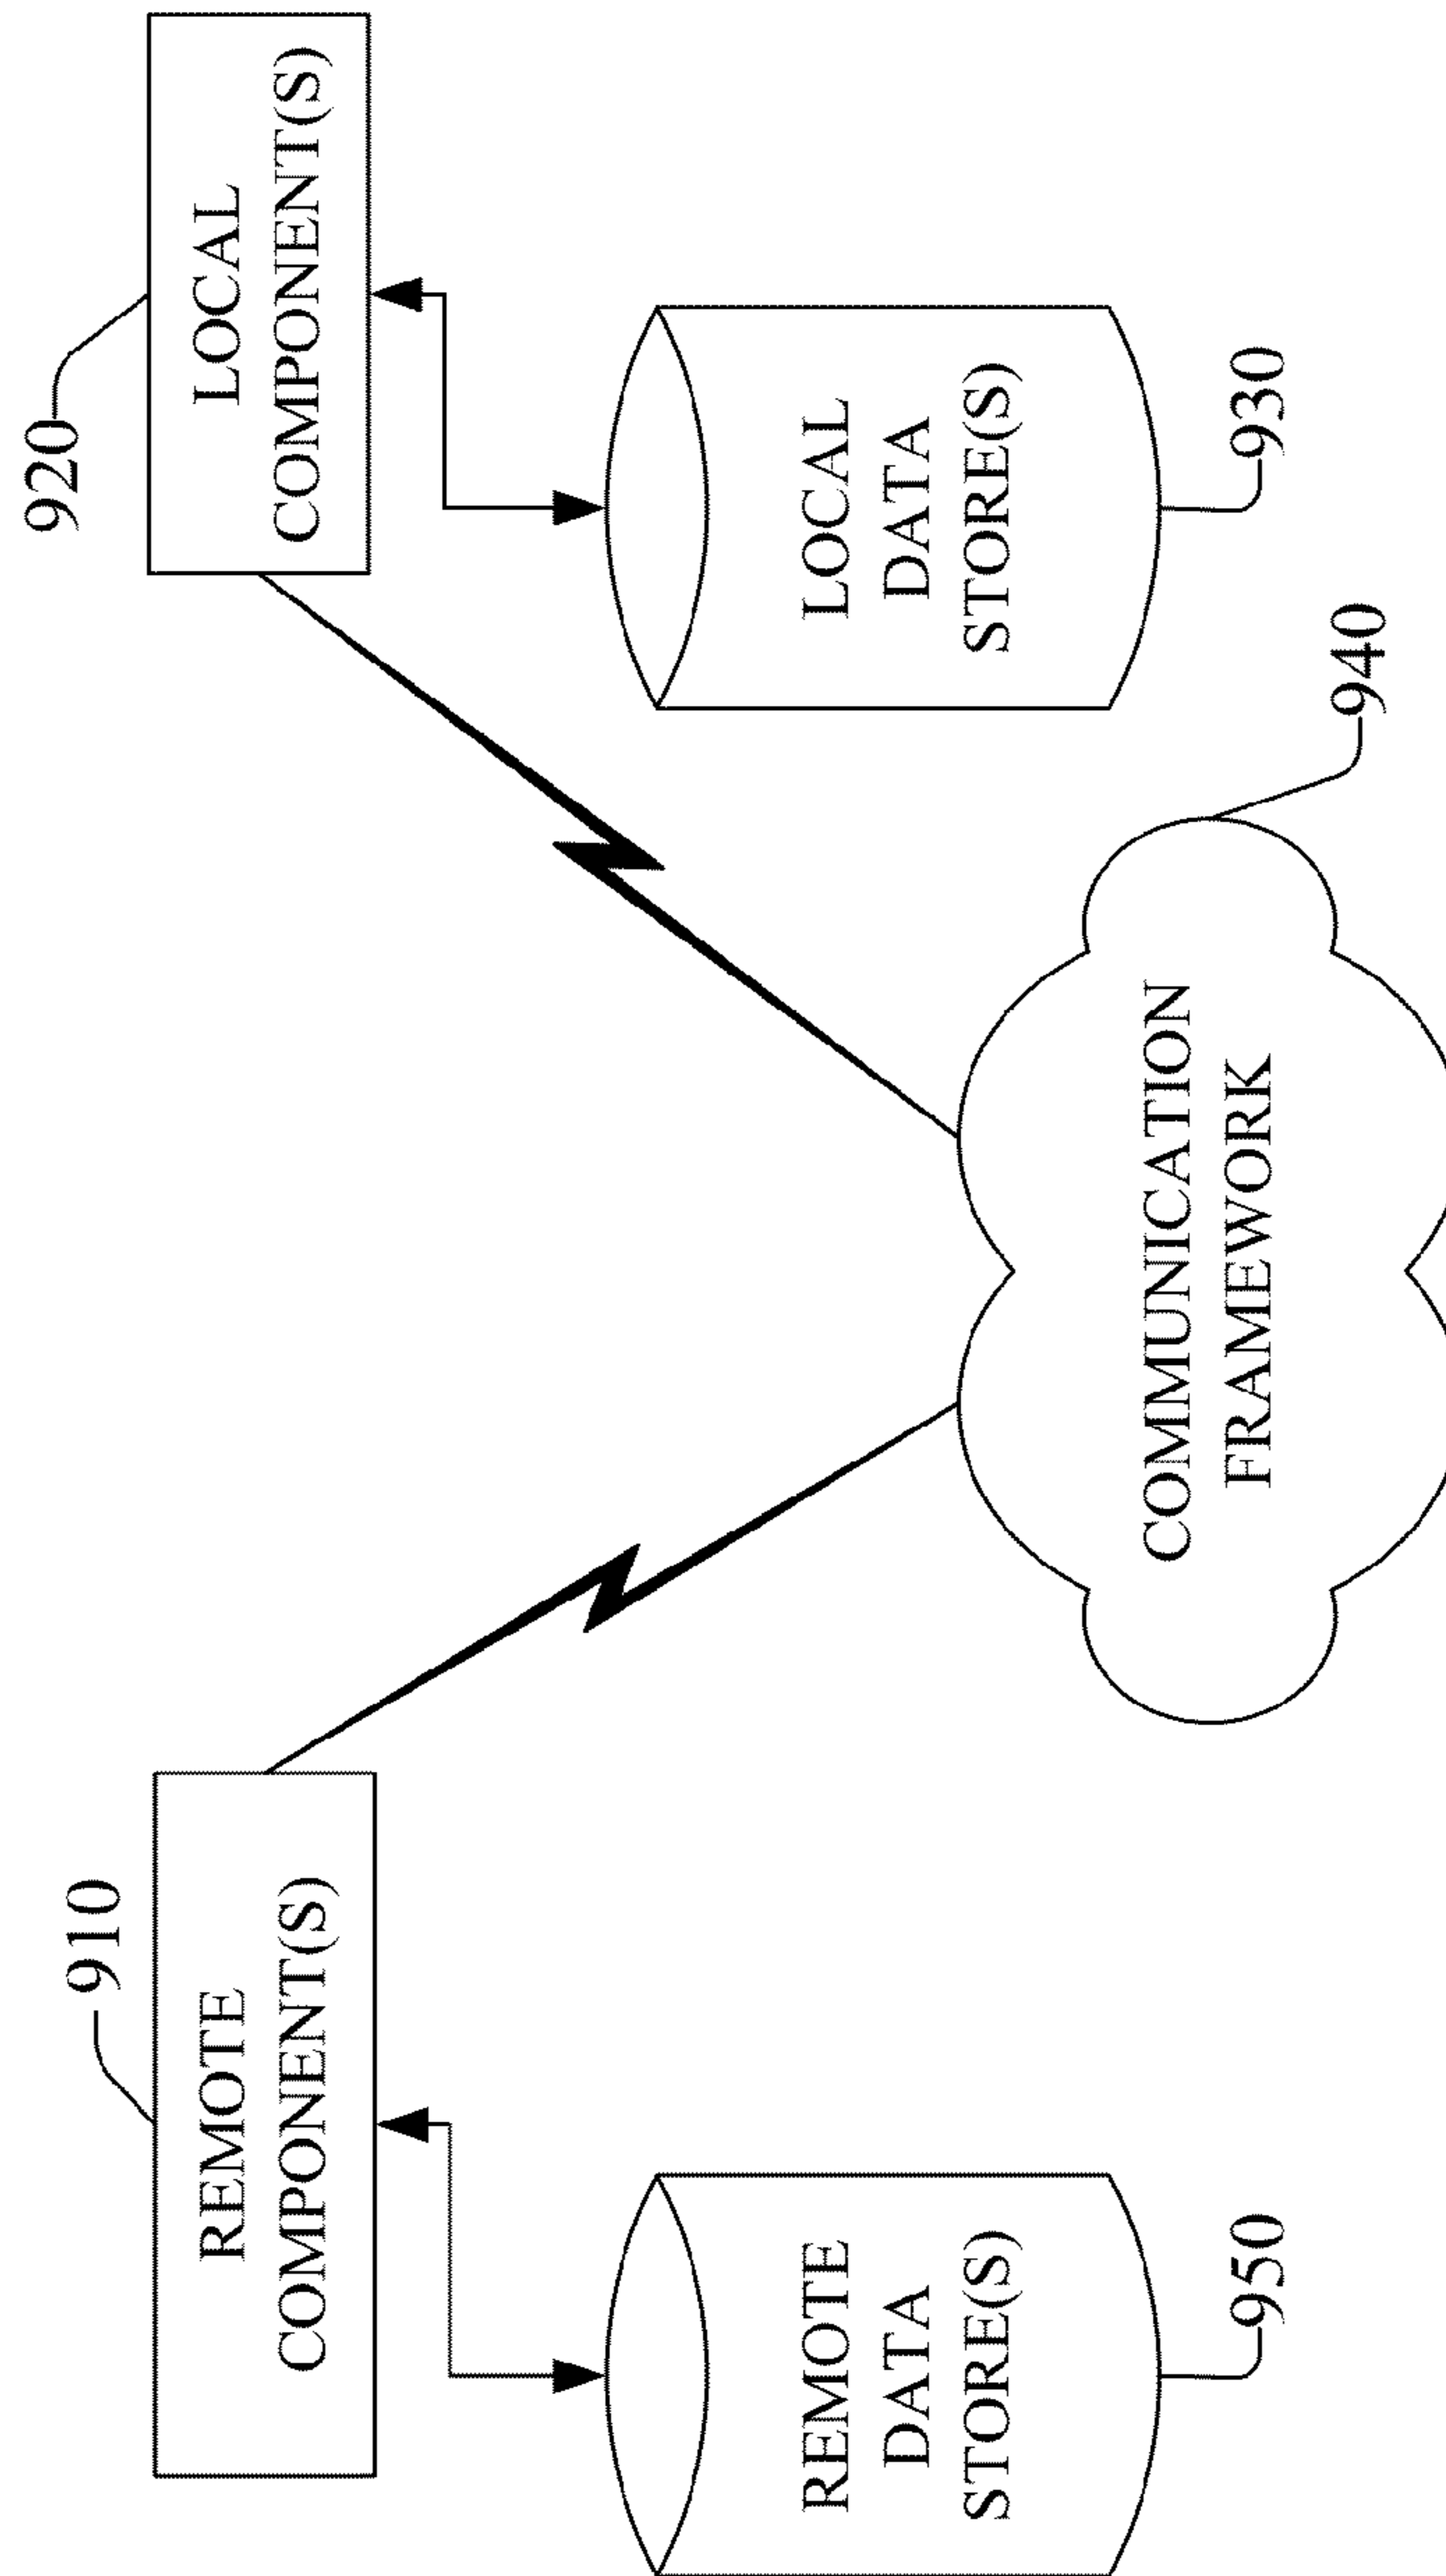 910
REMOTE
COMPONENT(S)
920
LOCAL
COMPONENT(S)
REMOTE
DATA
STORE(S)
950
LOCAL
DATA
STORE(S)
930
COMMUNICATION
FRAMEWORK
940